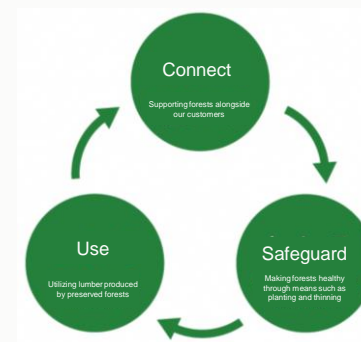 Connect
Supporting forests alongside
our customers
Safeguard
Making forests healthy
through means such as
planting and thinning
Use
Utilizing lumber produced
by preserved forests